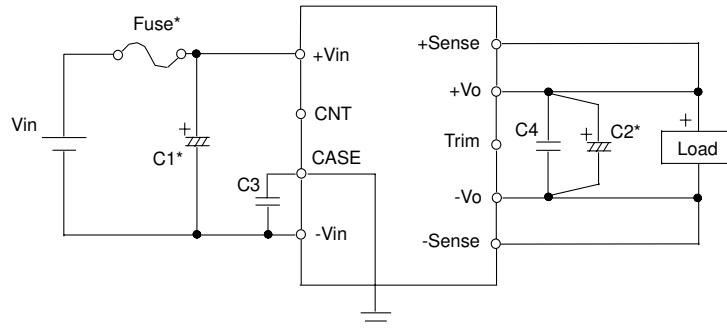 Fuse*
+Sense
+Vin
+Vo
Vin
+
C1*
CNT
C4
+
C2*
+
Load
Trim
CASE
C3
-Vo
-Vin
-Sense